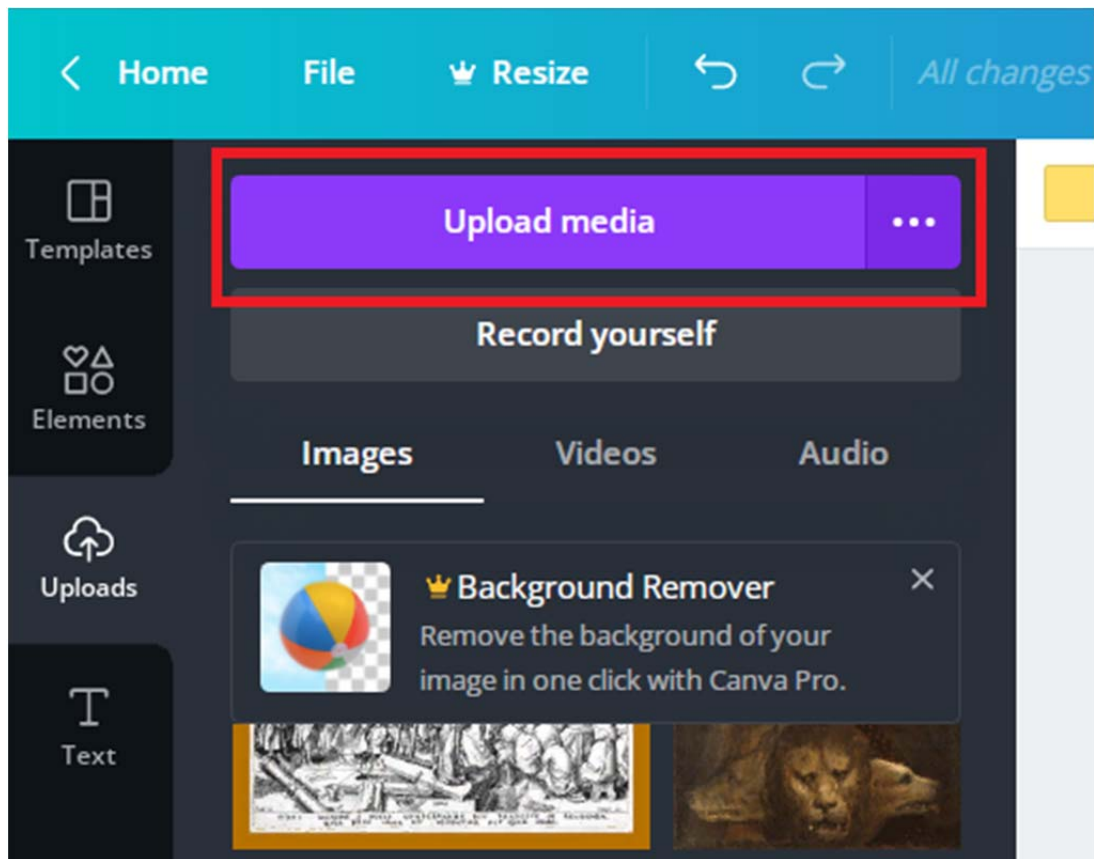 Home File Resize All changes
Upload media
Templates
Record yourself
Elements
Images Videos Audio
Uploads
Background Remover
Remove the background of your
image in one click with Canva Pro.
Text